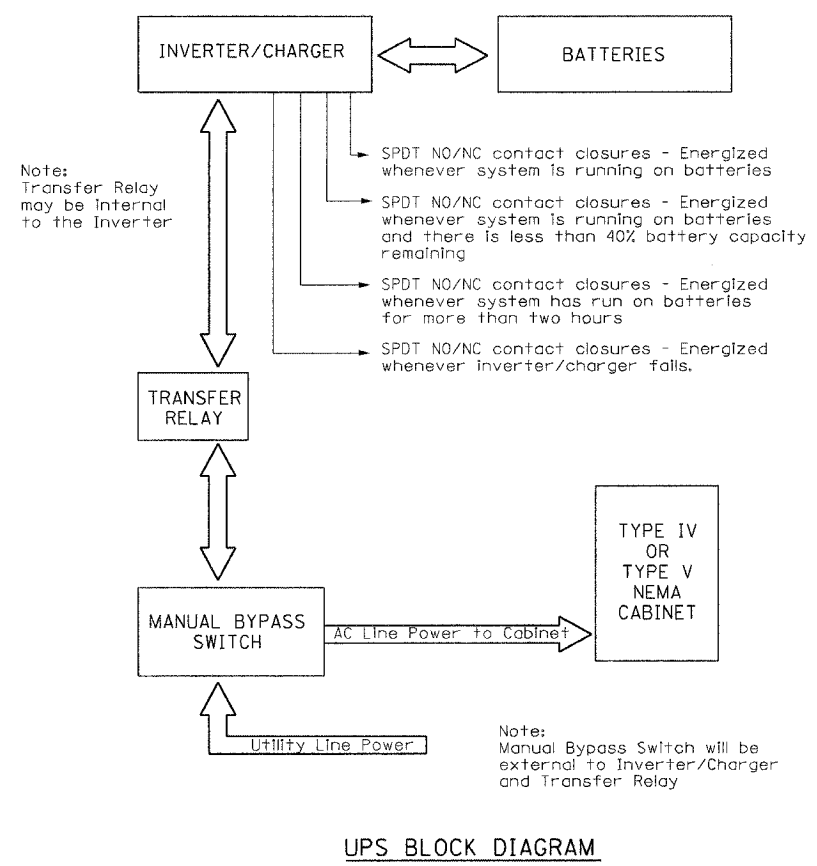 INVERTER/CHARGER
BATTERIES
SPDT NO/NC contact closures - Energized
whenever system is running on batteries
Note:
Transfer Relay
may be internal
to the Inverter
SPDT NO/NC contact closures - Energized
whenever system is running on batteries
and there is less than 40% battery capacity
remaining
SPDT NO/NC contact closures - Energized
whenever system has run on batteries
for more than two hours
SPDT NO/NC contact closures - Energized
whenever inverter/charger fails.
TRANSFER
RELAY
TYPE IV
OR
TYPE V
NEMA
CABINET
MANUAL BYPASS
SWITCH
AC Line Power to Cabinet
Utility Line Power
Note:
Manual Bypass Switch will be
external to Inverter/Charger
and Transfer Relay
UPS BLOCK DIAGRAM